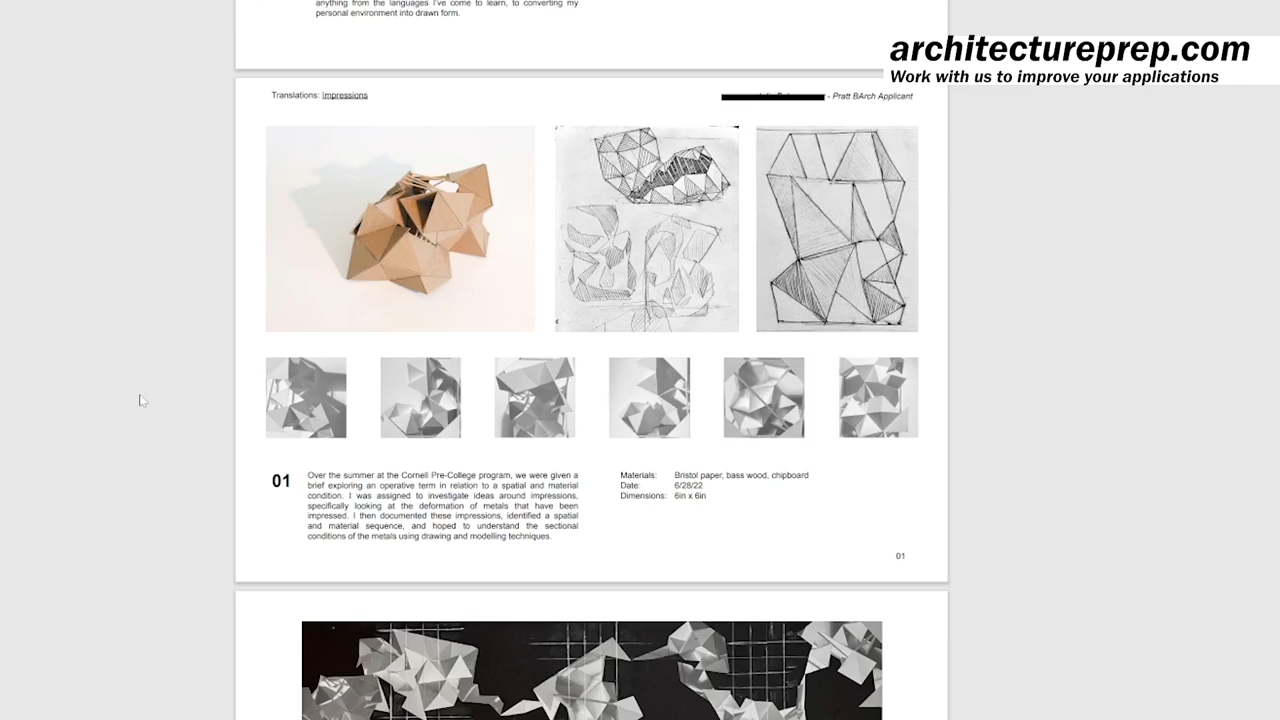 anything from the languages I've come to learn, to converting my
personal environment into drawn form.
architectureprep.com
Work with us to improve your applications
Translations: Impressions
- Pratt BArch Applicant
01
Over the summer at the Cornell Pre-College program, we were given a
brief exploring an operative term in relation to a spatial and material
condition. I was assigned to investigate ideas around impressions,
specifically looking at the deformation of metals that have been
impressed. I then documented these impressions, identified a spatial
and material sequence, and hoped to understand the sectional
conditions of the metals using drawing and modelling techniques.
Materials: Bristol paper, bass wood, chipboard
Date: 6/28/22
Dimensions: 6in x 6in
01